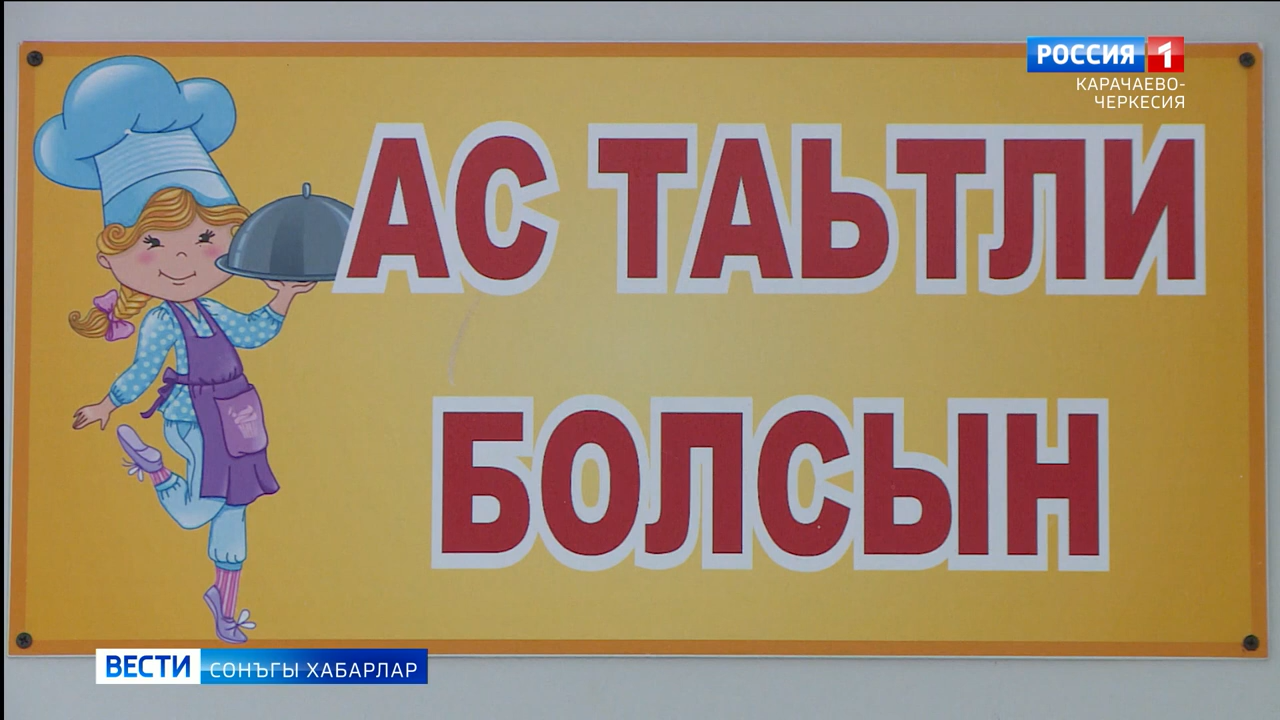 РОССИЯ 1
КАРАЧАЕВО-
ЧЕРКЕСИЯ
АС ТАЬТЛИ
БОЛСЫН
ВЕСТИ СОНЪГЫ ХАБАРЛАР